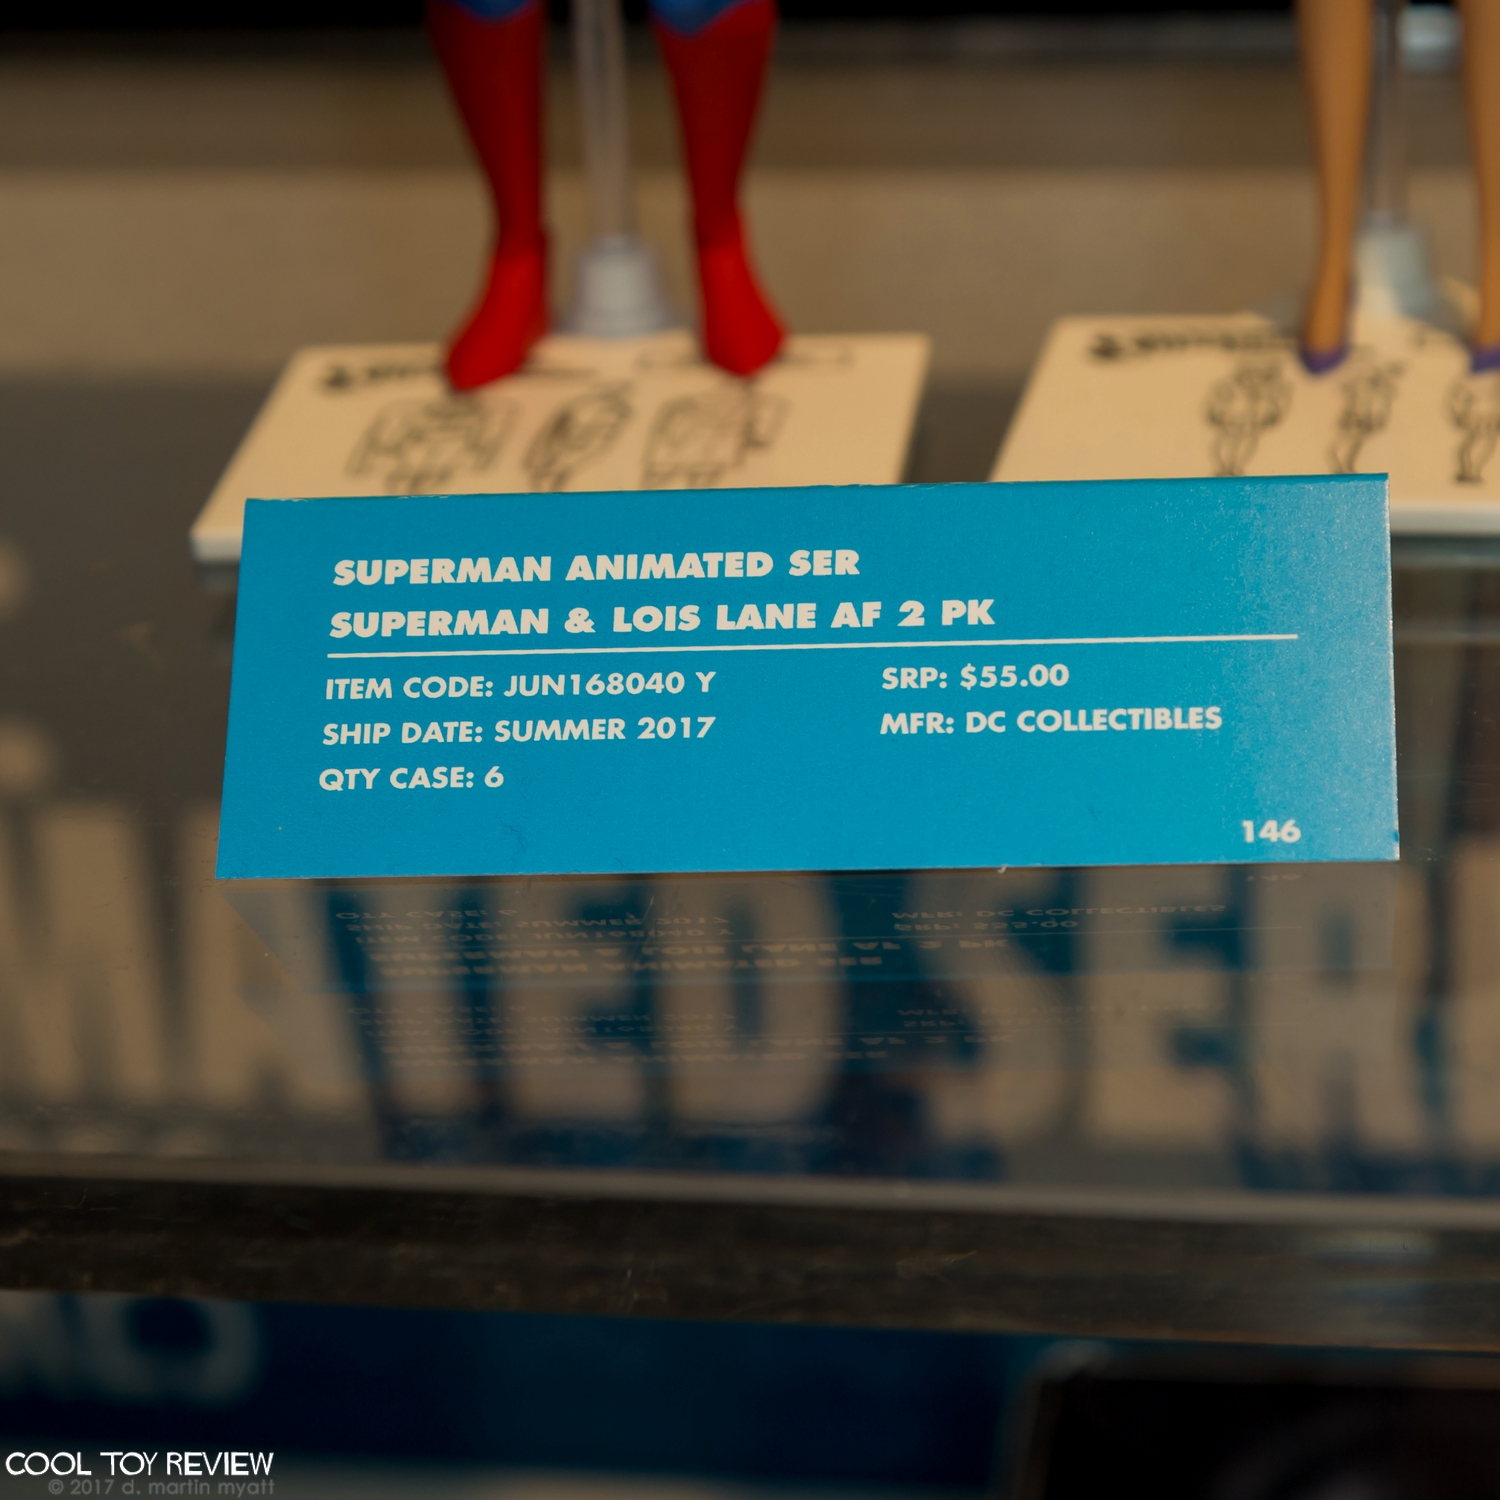 SUPERMAN ANIMATED SER
SUPERMAN & LOIS LANE AF 2 PK
ITEM CODE: JUN168040 Y
SRP: $55.00
SHIP DATE: SUMMER 2017
MFR: DC COLLECTIBLES
QTY CASE: 6
146
COOL TOY REVIEW
© 2017 d. martin myatt